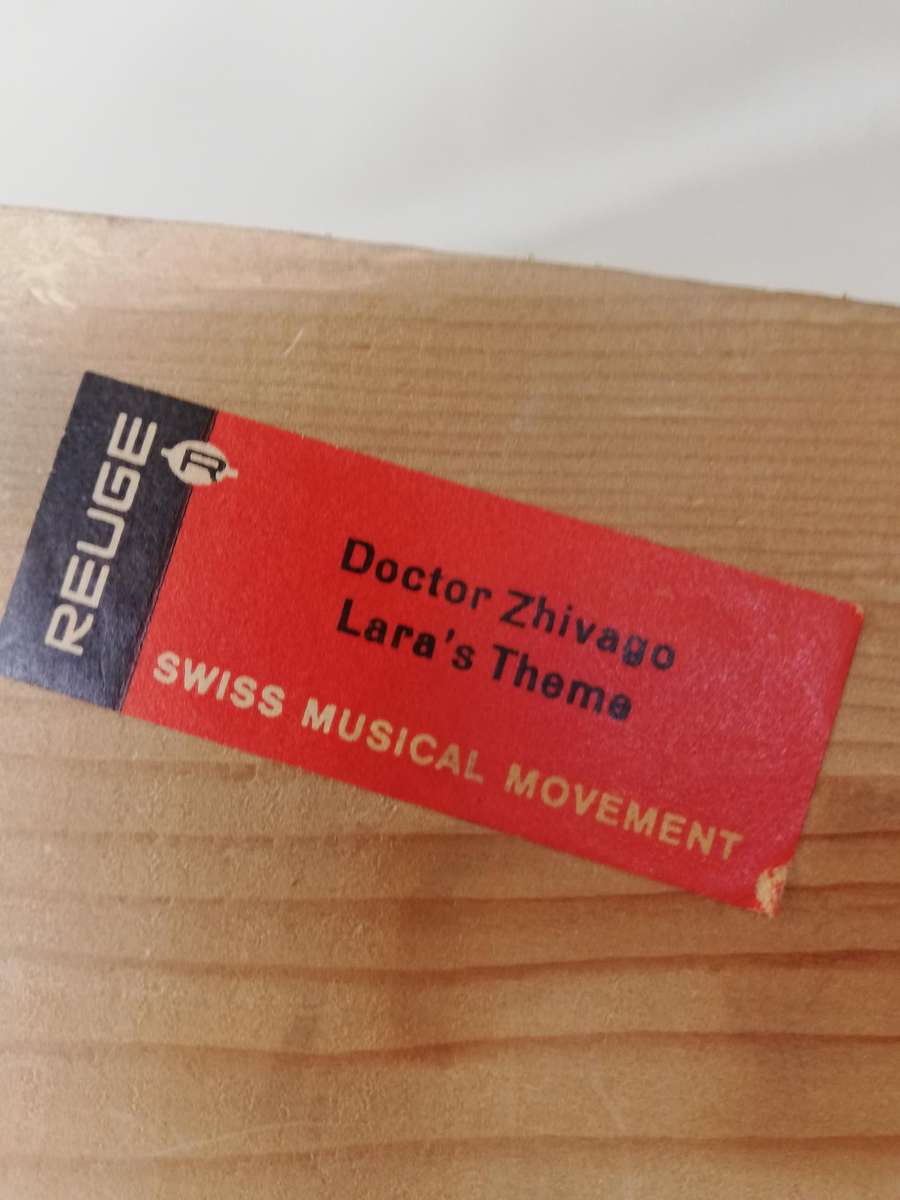 REUGE
R
Doctor Zhivago
Lara's Theme
SWISS MUSICAL MOVEMENT